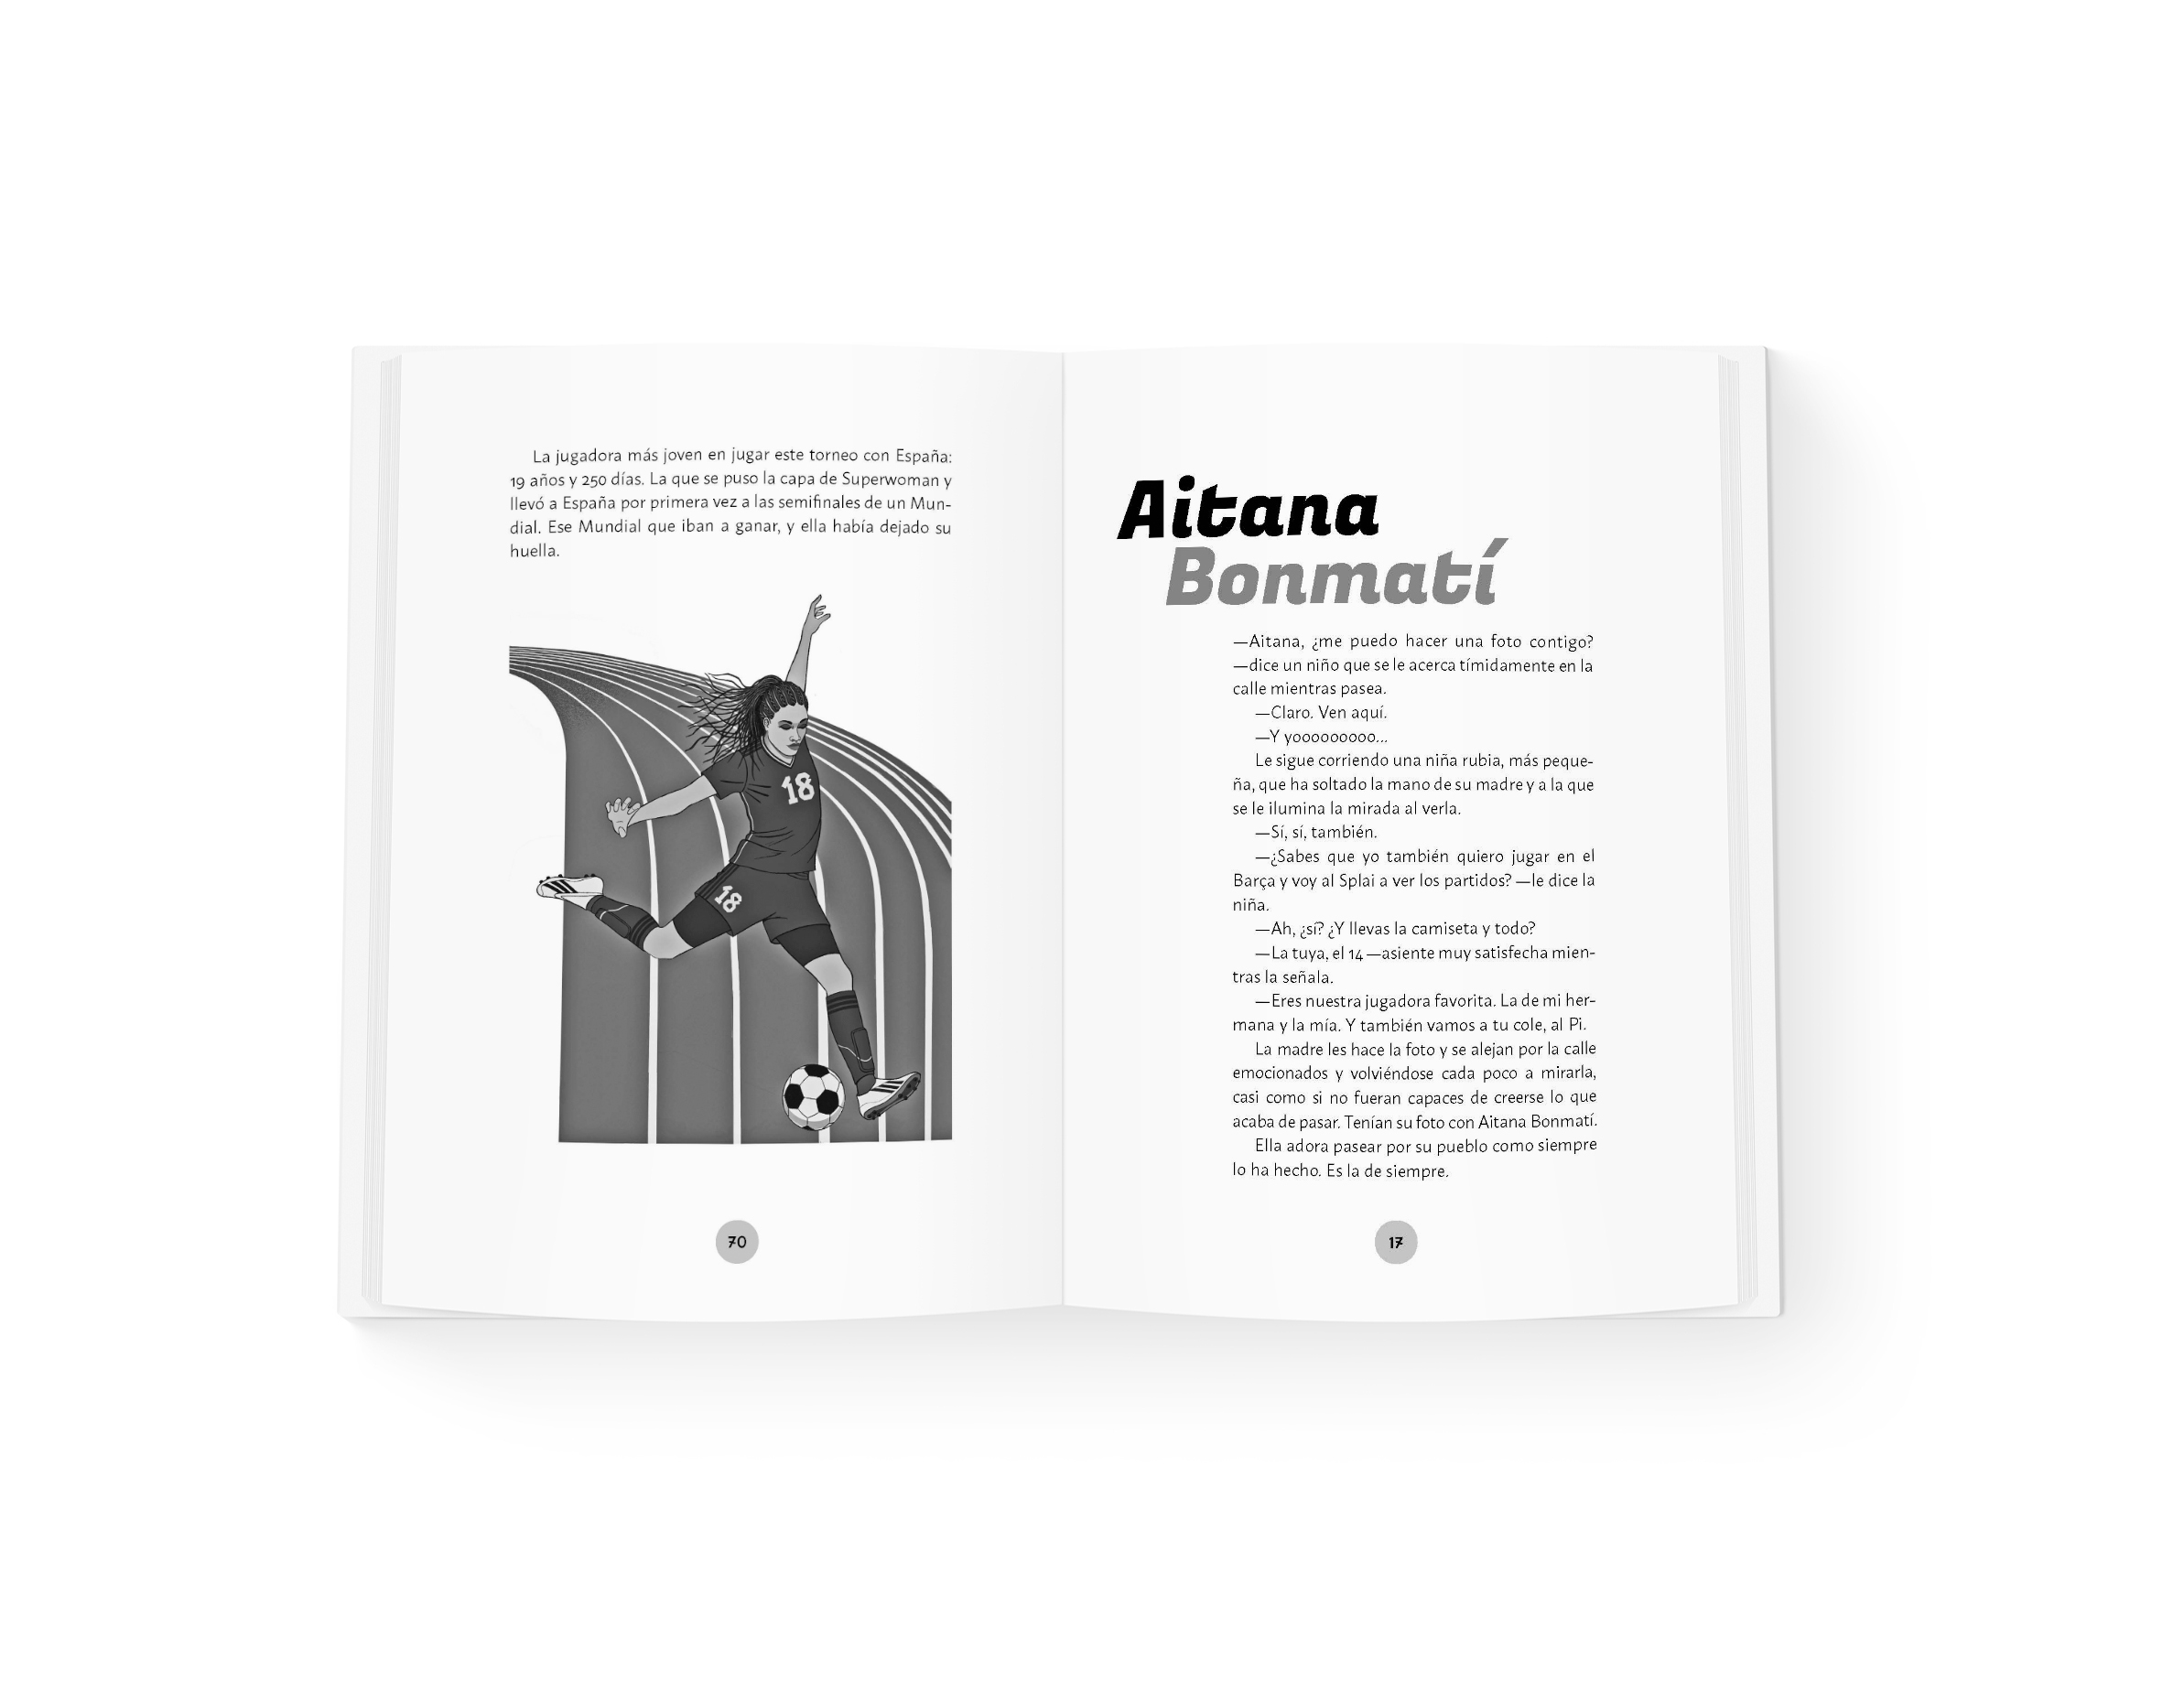 La jugadora más joven en jugar este torneo con España:
19 años y 250 días. La que se puso la capa de Superwoman y
llevó a España por primera vez a las semifinales de un Mun-
dial. Ese Mundial que iban a ganar, y ella había dejado su
huella.
18
18
70
Aitana
Bonmatí
—Aitana, ¿me puedo hacer una foto contigo?
—dice un niño que se le acerca tímidamente en la
calle mientras pasea.
—Claro. Ven aquí.
—Y yooooooooo...
Le sigue corriendo una niña rubia, más peque-
ña, que ha soltado la mano de su madre y a la que
se le ilumina la mirada al verla.
—Sí, sí, también.
—¿Sabes que yo también quiero jugar en el
Barça y voy al Splai a ver los partidos? —le dice la
niña.
—Ah, ¿sí? ¿Y llevas la camiseta y todo?
—La tuya, el 14 —asiente muy satisfecha mien-
tras la señala.
—Eres nuestra jugadora favorita. La de mi her-
mana y la mía. Y también vamos a tu cole, al Pi.
La madre les hace la foto y se alejan por la calle
emocionados y volviéndose cada poco a mirarla,
casi como si no fueran capaces de creerse lo que
acaba de pasar. Tenían su foto con Aitana Bonmatí.
Ella adora pasear por su pueblo como siempre
lo ha hecho. Es la de siempre.
17